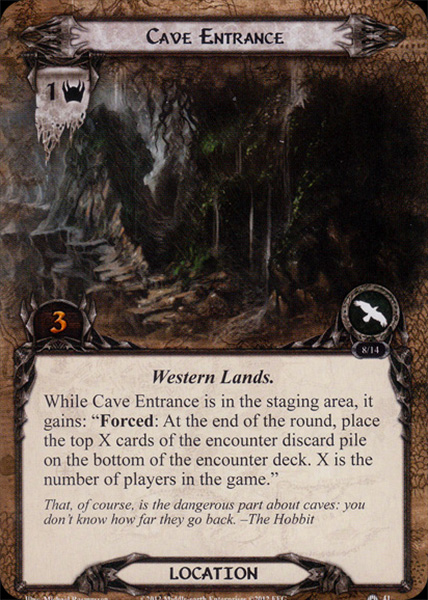 Cave Entrance
1
3
8/14
Western Lands.
While Cave Entrance is in the staging area, it
gains: “Forced: At the end of the round, place
the top X cards of the encounter discard pile
on the bottom of the encounter deck. X is the
number of players in the game.”
That, of course, is the dangerous part about caves: you
don't know how far they go back. –The Hobbit
LOCATION